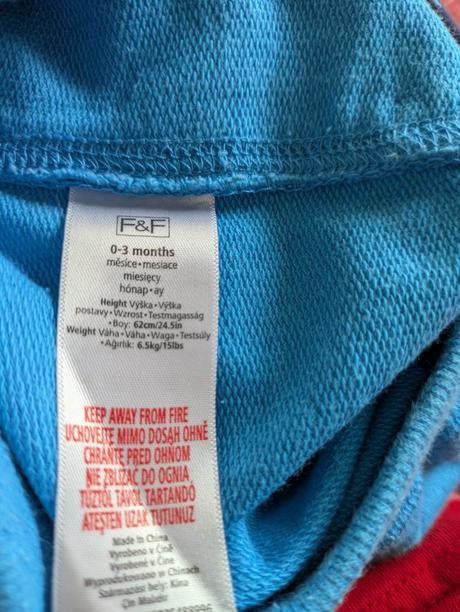 F&F
0-3 months
měsíce•mesiace
miesięcy
hónap•ay
Height Výška•Výška
postavy•Wzrost•Testmagasság
•Boy: 62cm/24.5in
Weight Váha•Váha•Waga•Testsúly
•Ağırlık: 6.5kg/15lbs
KEEP AWAY FROM FIRE
UCHOVEJTE MIMO DOSAH OHNĚ
CHRÁŇTE PRED OHŇOM
NIE ZBLIŻAĆ DO OGNIA
TŰZTŐL TÁVOL TARTANDÓ
ATEŞTEN UZAK TUTUNUZ
Made in China
Vyrobeno v Číně
Vyrobené v Číne
Wyprodukowano w Chinach
Származási hely: Kína
Çin Malıdır